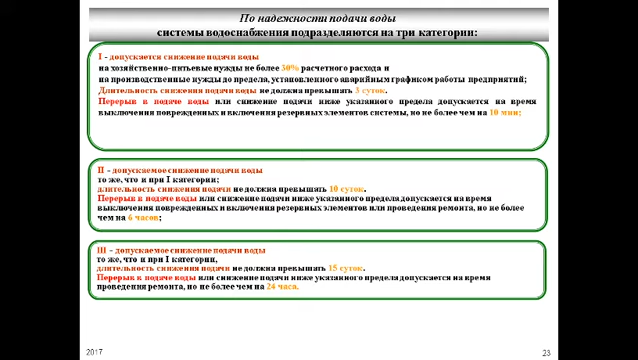 По надежности подачи воды
системы водоснабжения подразделяются на три категории:
I - допускается снижение подачи воды
на хозяйственно-питьевые нужды не более 30% расчетного расхода и
на производственные нужды до предела, установленного аварийным графиком работы предприятий;
Длительность снижения подачи воды не должна превышать 3 суток.
Перерыв в подаче воды или снижение подачи ниже указанного предела допускается на время
выключения поврежденных и включения резервных элементов системы, но не более чем на 10 мин;
II - допускаемое снижение подачи воды
то же, что и при I категории;
длительность снижения подачи не должна превышать 10 суток.
Перерыв в подаче воды или снижение подачи ниже указанного предела допускается на время
выключения поврежденных и включения резервных элементов или проведения ремонта, но не более
чем на 6 часов;
III - допускаемое снижение подачи воды
то же, что и при I категории,
длительность снижения подачи не должна превышать 15 суток.
Перерыв в подаче воды или снижение подачи ниже указанного предела допускается на время
проведения ремонта, но не более чем на 24 часа.
2017
23